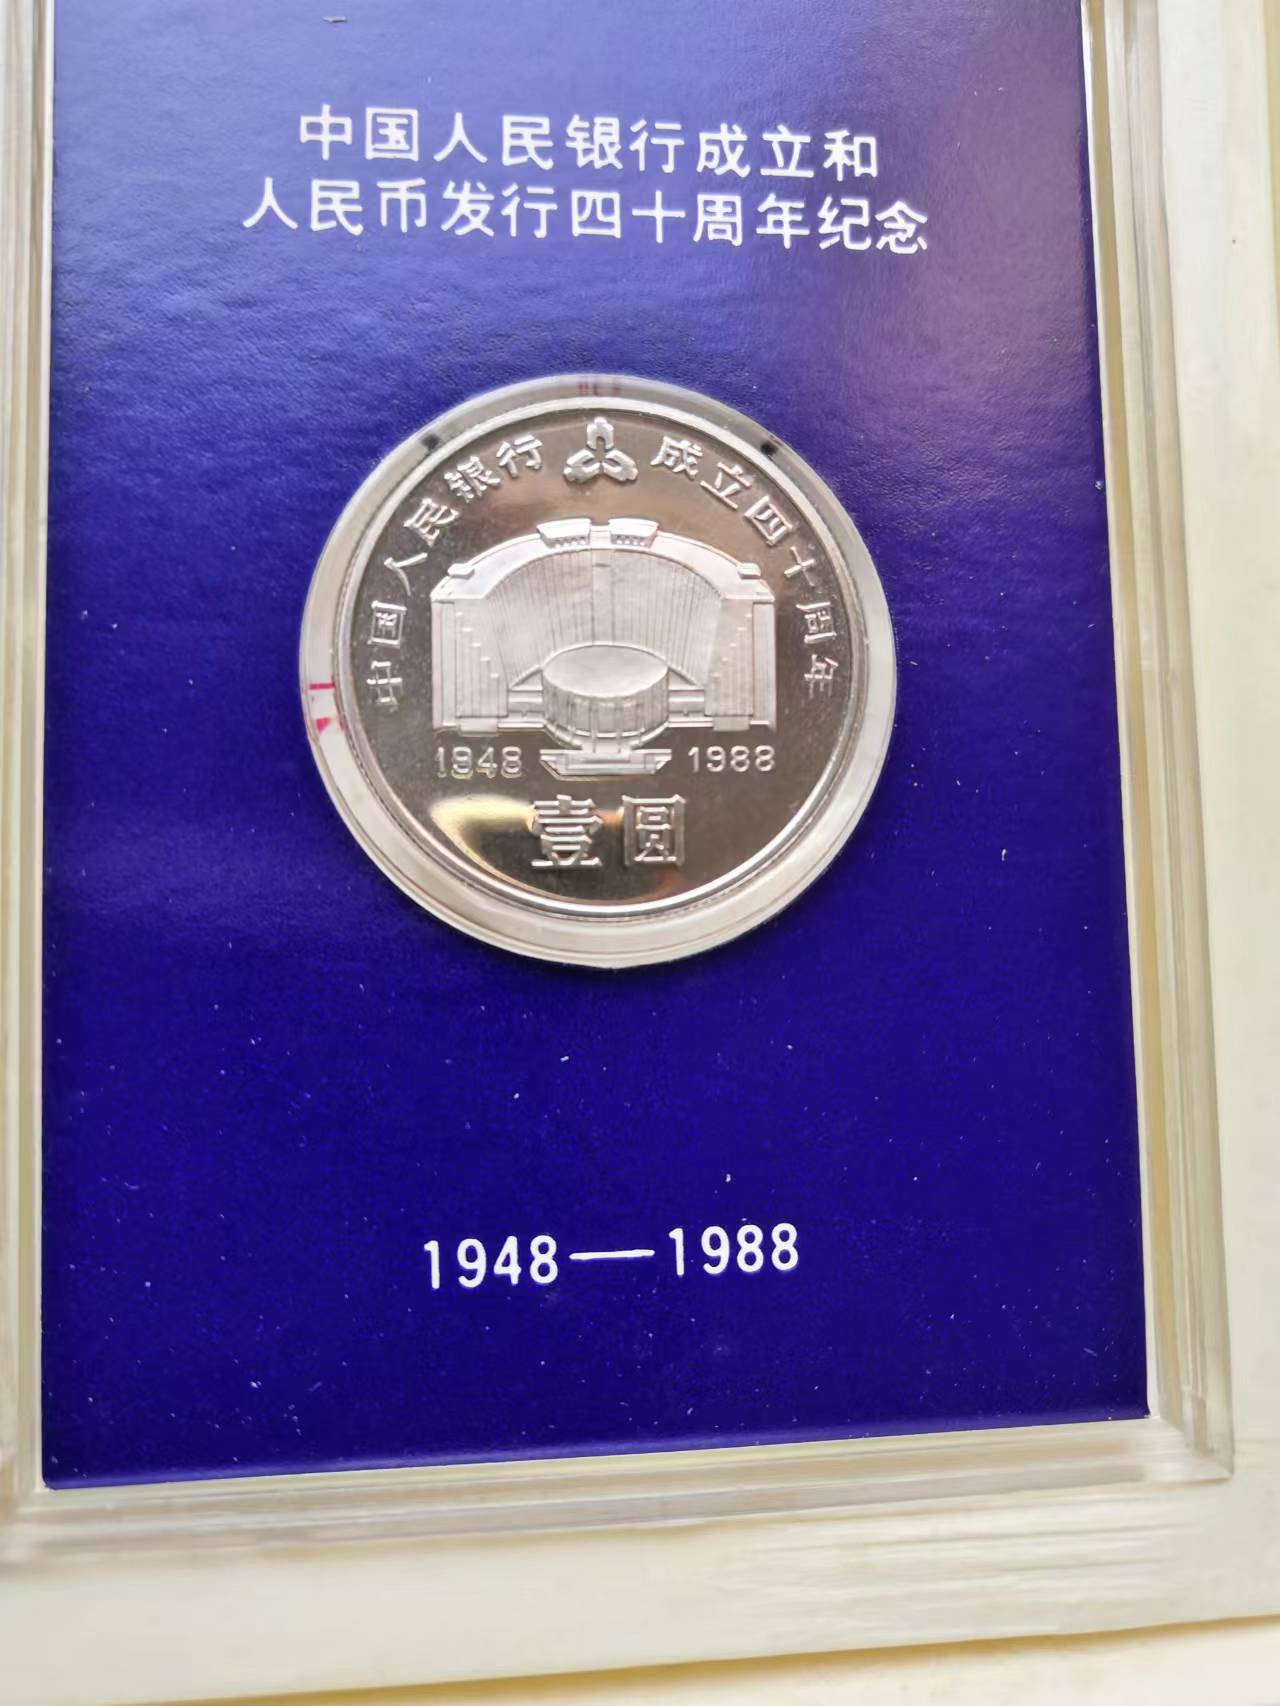 中国人民银行成立和
人民币发行四十周年纪念
中国人民银行 成立四十周年
1948 1988
壹圆
1948—1988